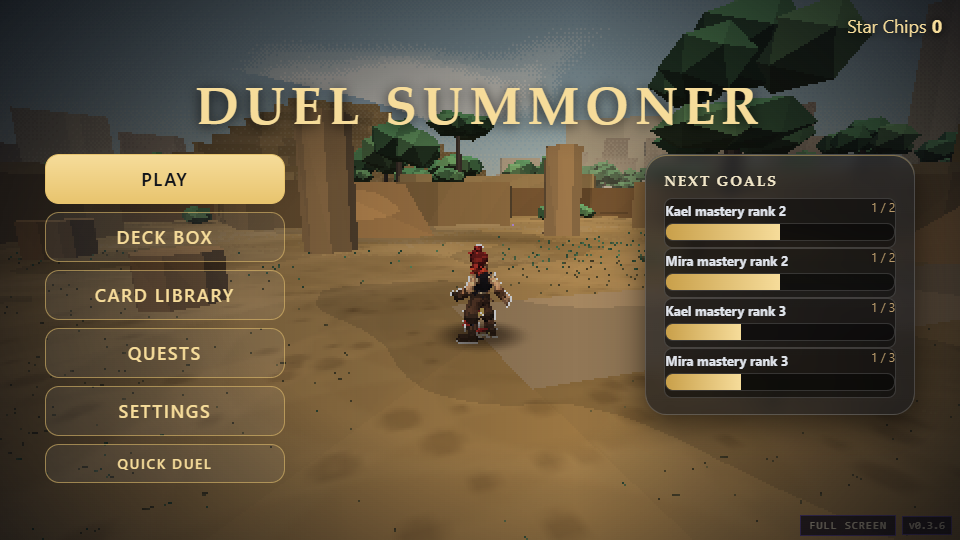 Star Chips 0
DUEL SUMMONER
PLAY
DECK BOX
CARD LIBRARY
QUESTS
SETTINGS
QUICK DUEL
NEXT GOALS
Kael mastery rank 2 1 / 2
Mira mastery rank 2 1 / 2
Kael mastery rank 3 1 / 3
Mira mastery rank 3 1 / 3
FULL SCREEN v0.3.6